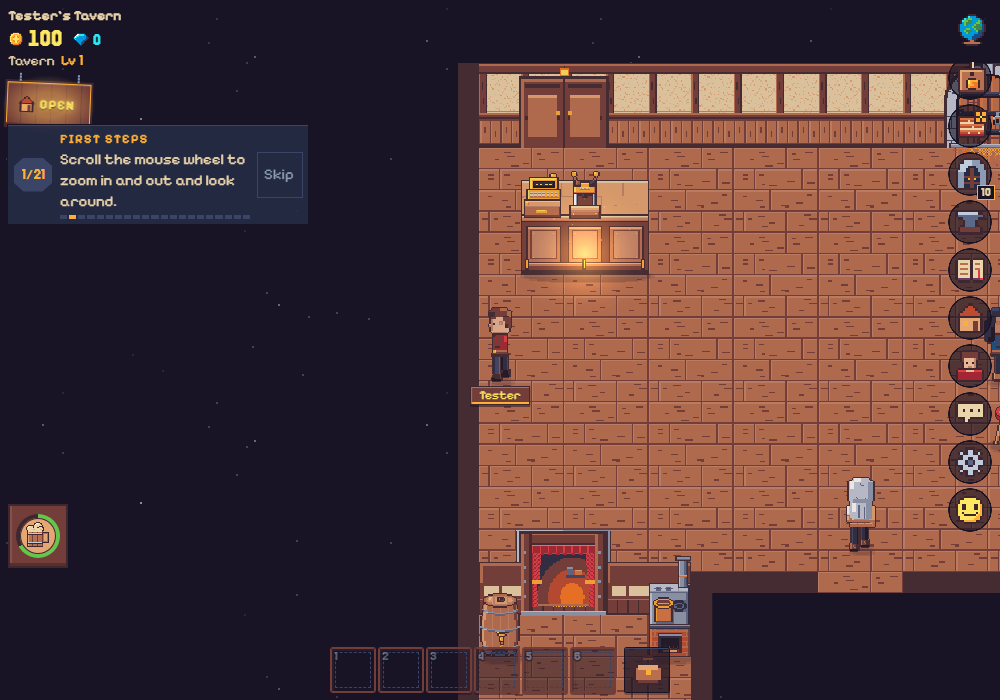 Tester's Tavern
100 0
Tavern Lv 1
OPEN
FIRST STEPS
1/21
Scroll the mouse wheel to
zoom in and out and look
around.
Skip
10
Tester
1 2 3 4 5 6